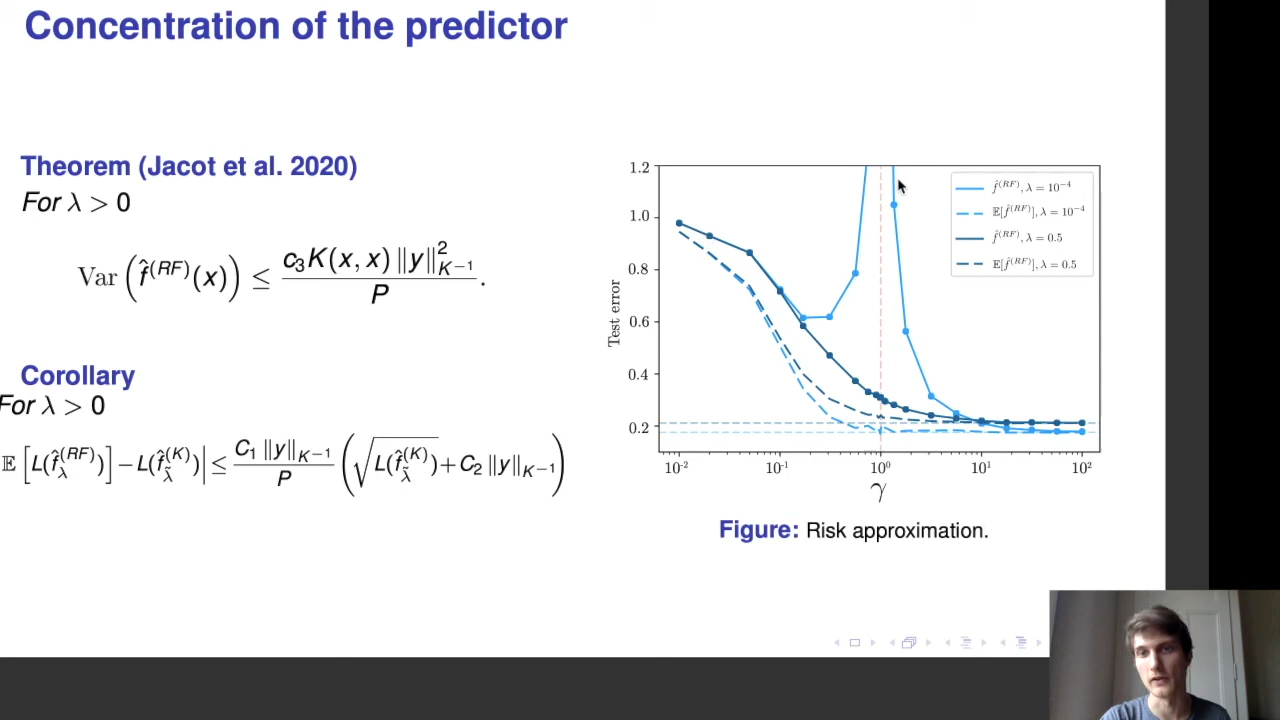 Concentration of the predictor
Theorem (Jacot et al. 2020)
For λ > 0
Var(f̂^(RF)(x)) ≤ c₃K(x, x) ‖y‖²_{K−1} / P.
Corollary
For λ > 0
𝔼[L(f̂_λ^(RF))] − L(f̂_λ̃^(K))| ≤ C₁ ‖y‖_{K−1} / P (√L(f̂_λ̃^(K)) + C₂ ‖y‖_{K−1})
1.2
1.0
0.8
0.6
0.4
0.2
Test error
f̂^(RF), λ = 10⁻⁴
𝔼[f̂^(RF)], λ = 10⁻⁴
f̂^(RF), λ = 0.5
𝔼[f̂^(RF)], λ = 0.5
10⁻² 10⁻¹ 10⁰ 10¹ 10²
γ
Figure: Risk approximation.